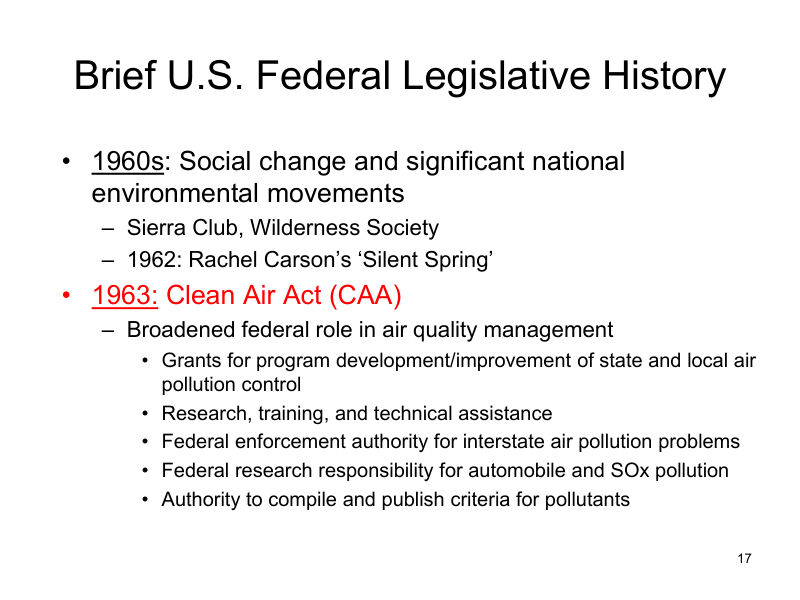 Brief U.S. Federal Legislative History
• 1960s: Social change and significant national
environmental movements
– Sierra Club, Wilderness Society
– 1962: Rachel Carson’s ‘Silent Spring’
• 1963: Clean Air Act (CAA)
– Broadened federal role in air quality management
• Grants for program development/improvement of state and local air
pollution control
• Research, training, and technical assistance
• Federal enforcement authority for interstate air pollution problems
• Federal research responsibility for automobile and SOx pollution
• Authority to compile and publish criteria for pollutants
17